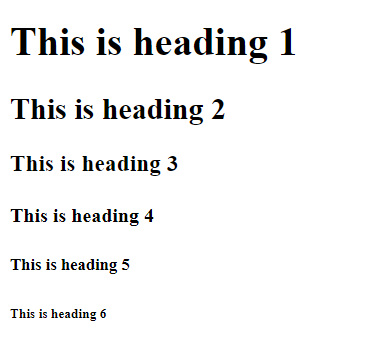 This is heading 1
This is heading 2
This is heading 3
This is heading 4
This is heading 5
This is heading 6